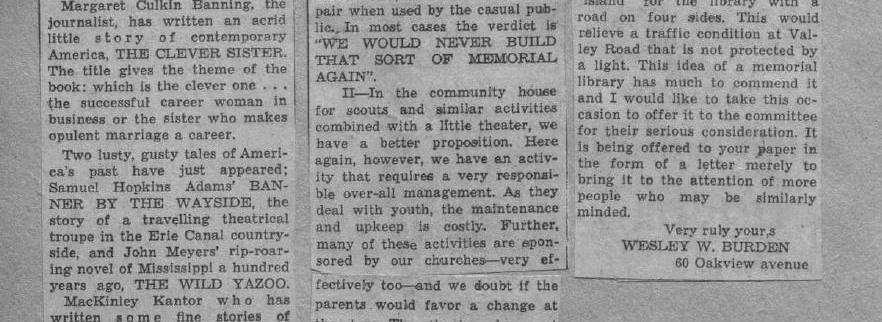 Margaret Culkin Banning, the
journalist, has written an acrid
little story of contemporary
America, THE CLEVER SISTER.
The title gives the theme of the
book: which is the clever one . . .
the successful career woman in
business or the sister who makes
opulent marriage a career.
Two lusty, gusty tales of Ameri-
ca's past have just appeared;
Samuel Hopkins Adams' BAN-
NER BY THE WAYSIDE, the
story of a travelling theatrical
troupe in the Erie Canal country-
side, and John Meyers' rip-roar-
ing novel of Mississippi a hundred
years ago, THE WILD YAZOO.
MacKinley Kantor who has
written some fine stories of
pair when used by the casual pub-
lic. In most cases the verdict is
"WE WOULD NEVER BUILD
THAT SORT OF MEMORIAL
AGAIN".
II—In the community house
for scouts and similar activities
combined with a little theater, we
have a better proposition. Here
again, however, we have an activ-
ity that requires a very responsi-
ble over-all management. As they
deal with youth, the maintenance
and upkeep is costly. Further,
many of these activities are spon-
sored by our churches—very ef-
fectively too—and we doubt if the
parents would favor a change at
island for the library with a
road on four sides. This would
relieve a traffic condition at Val-
ley Road that is not protected by
a light. This idea of a memorial
library has much to commend it
and I would like to take this oc-
casion to offer it to the committee
for their serious consideration. It
is being offered to your paper in
the form of a letter merely to
bring it to the attention of more
people who may be similarly
minded.
Very ruly your,s
WESLEY W. BURDEN
60 Oakview avenue